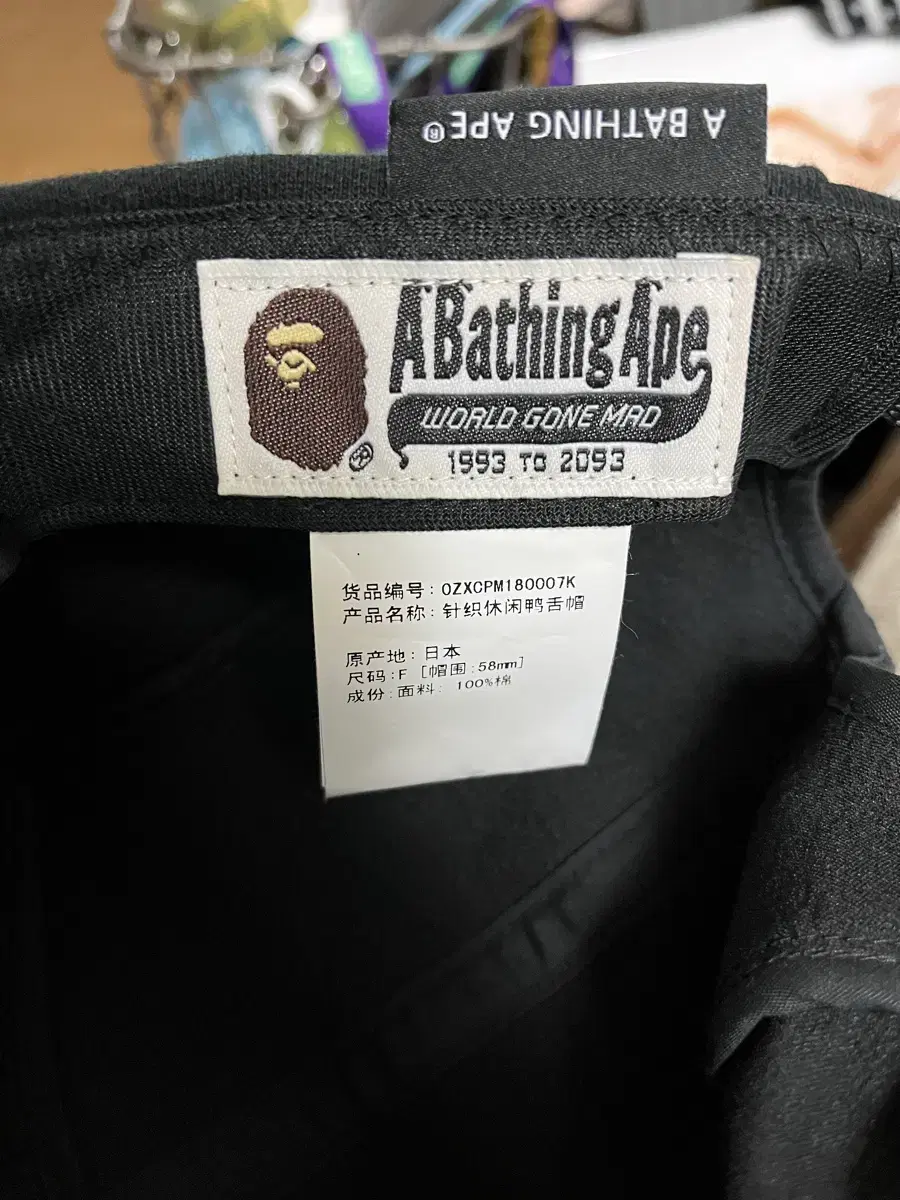 A BATHING APE®
A Bathing Ape
WORLD GONE MAD
1993 TO 2093
®
货品编号: OZXCPM180007K
产品名称: 针织休闲鸭舌帽
原产地: 日本
尺码: F [帽围:58mm]
成份: 面料: 100%棉